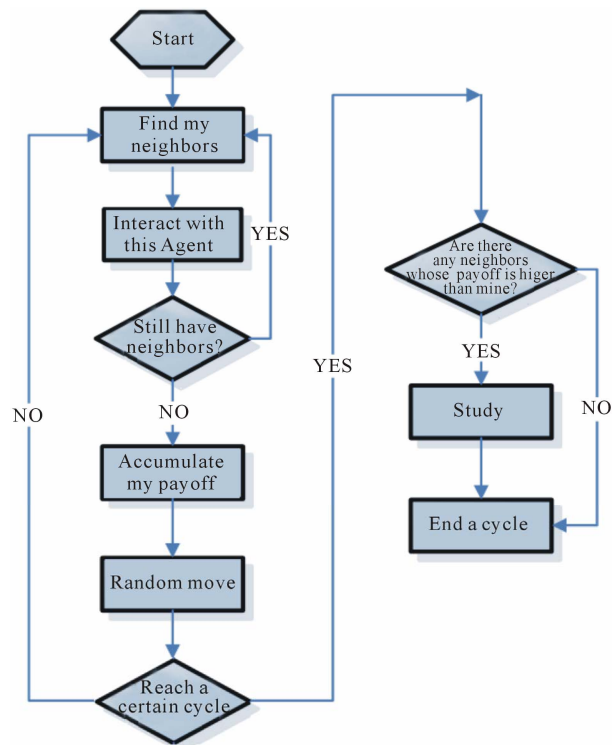 Start
Find my
neighbors
Interact with
this Agent
YES
Still have
neighbors?
NO
NO
Accumulate
my payoff
Random move
Reach a
certain cycle
YES
Are there
any neighbors
whose payoff is higer
than mine?
YES
NO
Study
End a cycle